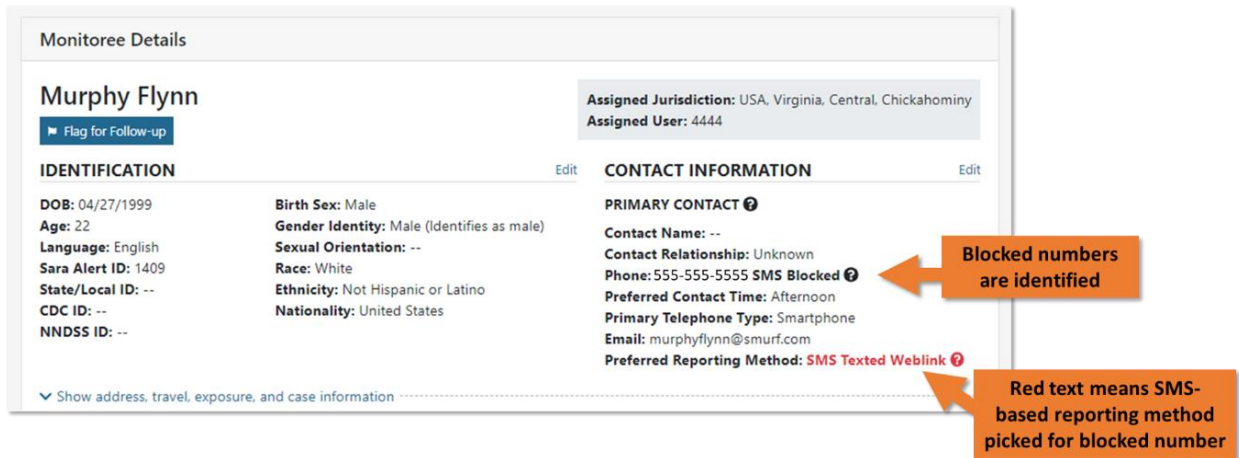 Monitoree Details
Murphy Flynn
Flag for Follow-up
Assigned Jurisdiction: USA, Virginia, Central, Chickahominy
Assigned User: 4444
IDENTIFICATION
Edit
DOB: 04/27/1999
Age: 22
Language: English
Sara Alert ID: 1409
State/Local ID: --
CDC ID: --
NNDSS ID: --
Birth Sex: Male
Gender Identity: Male (Identifies as male)
Sexual Orientation: --
Race: White
Ethnicity: Not Hispanic or Latino
Nationality: United States
CONTACT INFORMATION
Edit
PRIMARY CONTACT ?
Contact Name: --
Contact Relationship: Unknown
Phone: 555-555-5555 SMS Blocked ?
Preferred Contact Time: Afternoon
Primary Telephone Type: Smartphone
Email: murphyflynn@smurf.com
Preferred Reporting Method: SMS Texted Weblink ?
Show address, travel, exposure, and case information
Blocked numbers
are identified
Red text means SMS-
based reporting method
picked for blocked number